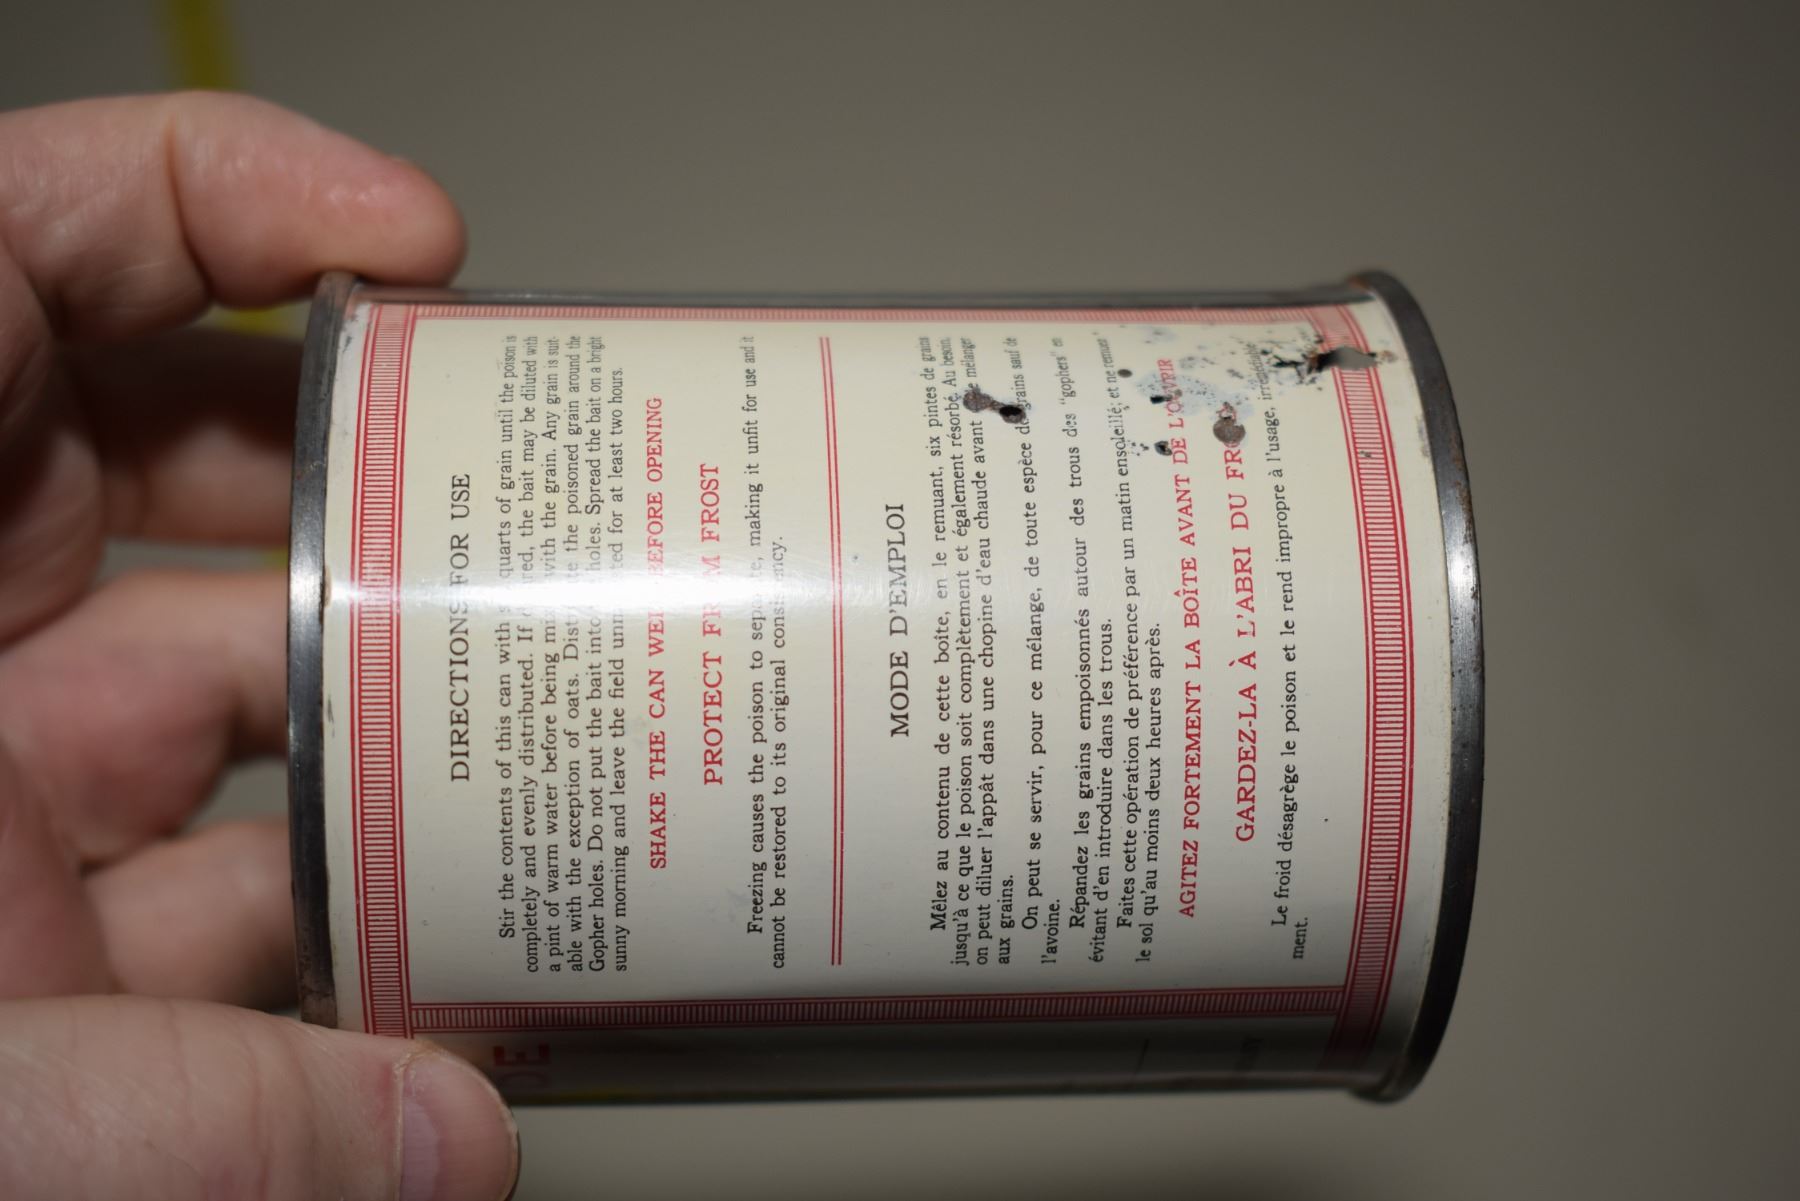 DIRECTIONS FOR USE
Stir the contents of this can with quarts of grain until the poison is
completely and evenly distributed. If the bait may be diluted with
a pint of warm water before being with the grain. Any grain is suit-
able with the exception of oats. the poisoned grain around the
Gopher holes. Do not put the bait into holes. Spread the bait on a bright
sunny morning and leave the field for at least two hours.
SHAKE THE CAN WELL BEFORE OPENING
PROTECT FROM FROST
Freezing causes the poison to separate, making it unfit for use and it
cannot be restored to its original consistency.
MODE D'EMPLOI
Mêlez au contenu de cette boîte, en le remuant, six pintes de grains
jusqu'à ce que le poison soit complètement et également résorbé. Au besoin,
on peut diluer l'appât dans une chopine d'eau chaude avant mélanger
aux grains.
On peut se servir, pour ce mélange, de toute espèce de grains sauf de
l'avoine.
Répandez les grains empoisonnés autour des trous des "gophers" en
évitant d'en introduire dans les trous.
Faites cette opération de préférence par un matin ensoleillé; et ne remuer
le sol qu'au moins deux heures après.
AGITEZ FORTEMENT LA BOÎTE AVANT DE L'OUVRIR
GARDEZ-LA À L'ABRI DU
Le froid désagrège le poison et le rend impropre à l'usage, irrémédiable-
ment.
DE